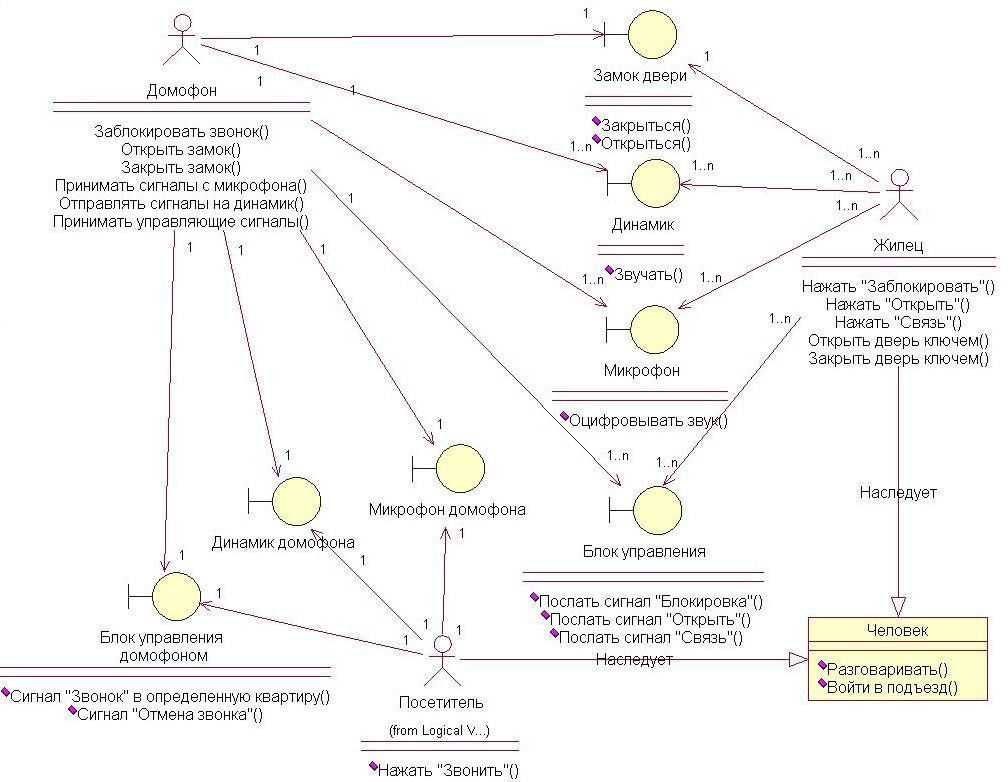 1
1
Замок двери
Закрыться()
Открыться()
1
Домофон
Заблокировать звонок()
Открыть замок()
Закрыть замок()
Принимать сигналы с микрофона()
Отправлять сигналы на динамик()
Принимать управляющие сигналы()
1
1
1..n
1..n
1..n
1..n
1..n
Динамик
Звучать()
Жилец
Нажать "Заблокировать"()
Нажать "Открыть"()
Нажать "Связь"()
Открыть дверь ключем()
Закрыть дверь ключем()
1
1
1
1
1..n
1..n
1..n
Микрофон
Оцифровывать звук()
1..n
1..n
1
1
Микрофон домофона
Наследует
Динамик домофона
Блок управления
Послать сигнал "Блокировка"()
Послать сигнал "Открыть"()
Послать сигнал "Связь"()
1
1
1
1
1
1
1
Блок управления
домофоном
Сигнал "Звонок" в определенную квартиру()
Сигнал "Отмена звонка"()
Наследует
Человек
Разговаривать()
Войти в подъезд()
Посетитель
(from Logical V...)
Нажать "Звонить"()